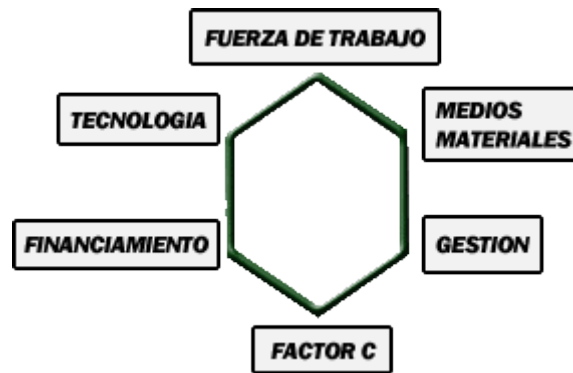 FUERZA DE TRABAJO
TECNOLOGIA
MEDIOS
MATERIALES
FINANCIAMIENTO
GESTION
FACTOR C